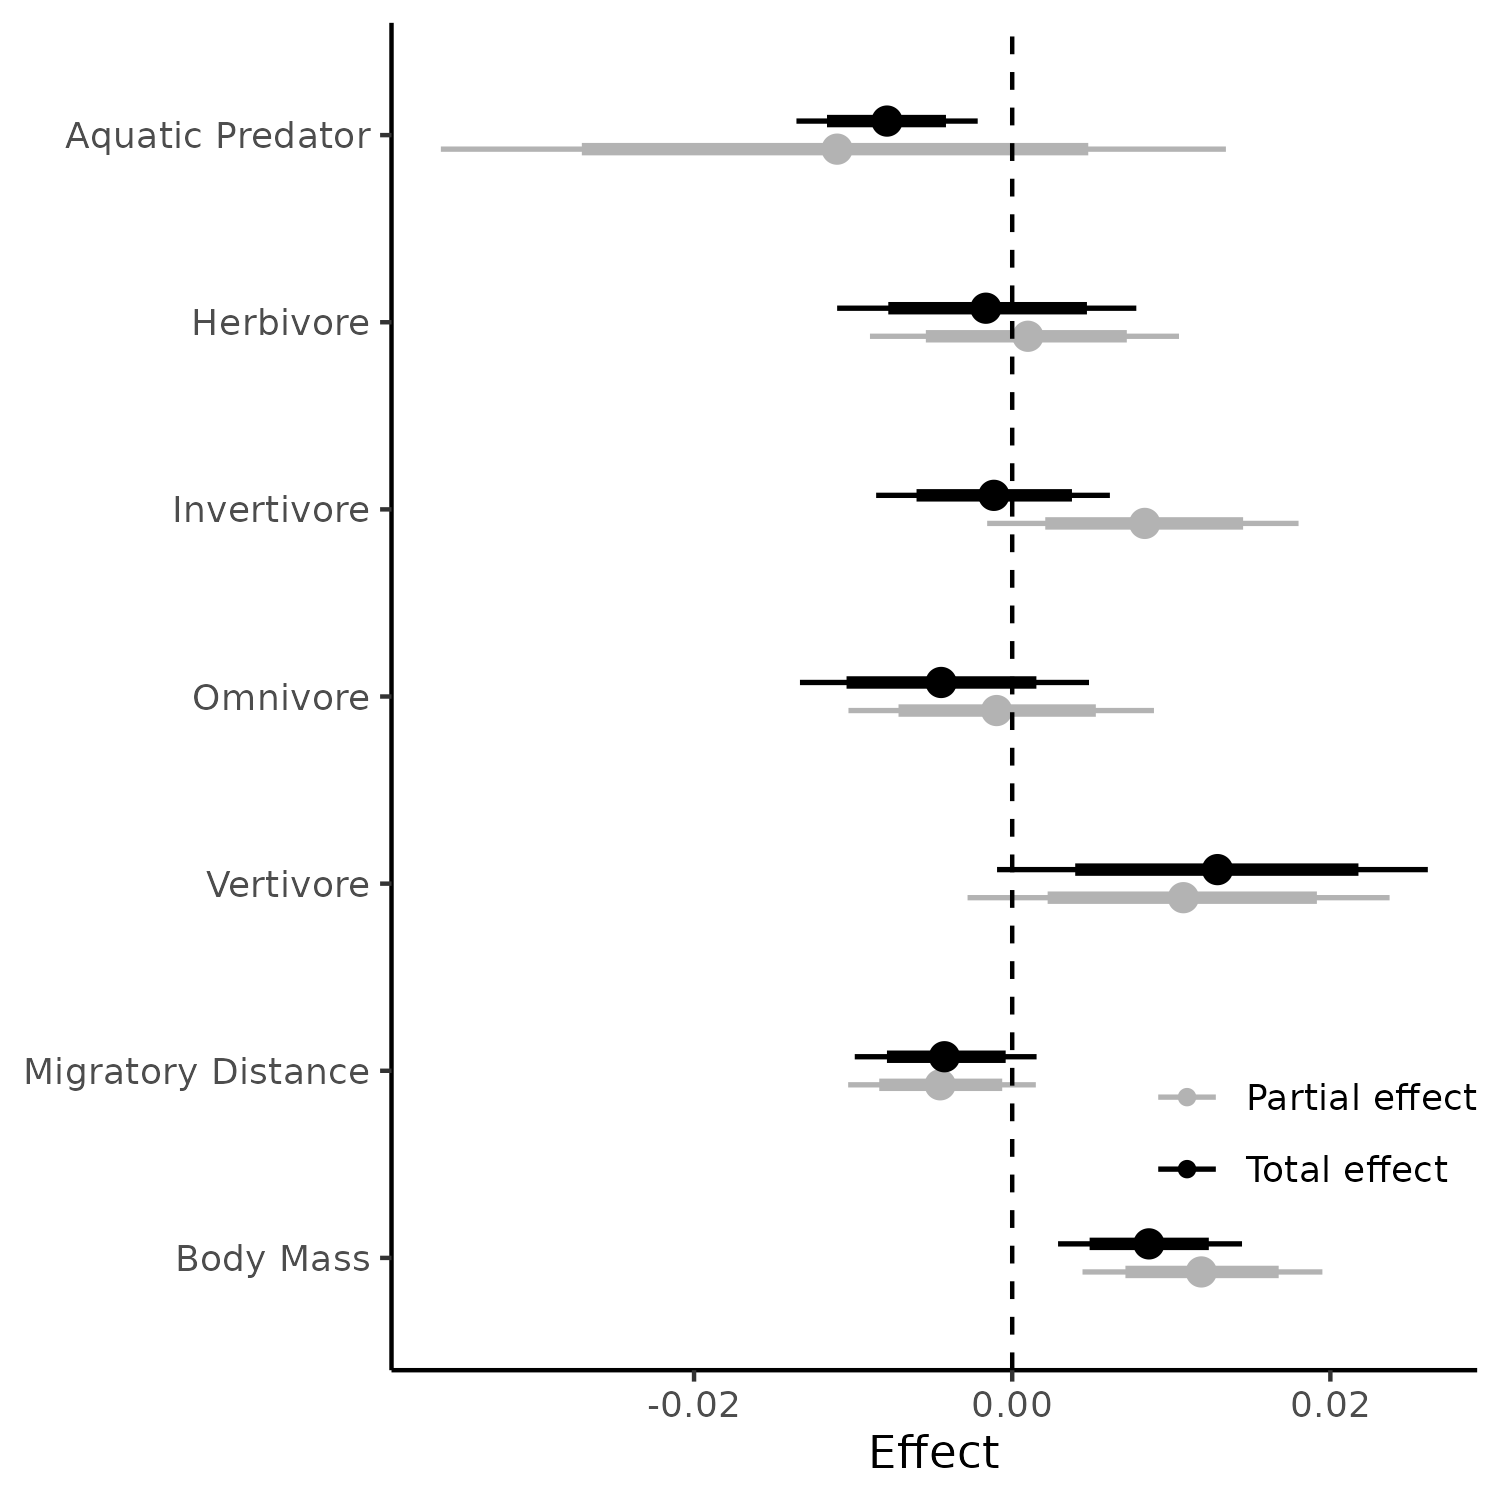 Aquatic Predator
Herbivore
Invertivore
Omnivore
Vertivore
Migratory Distance
Partial effect
Total effect
Body Mass
-0.02 0.00 0.02
Effect